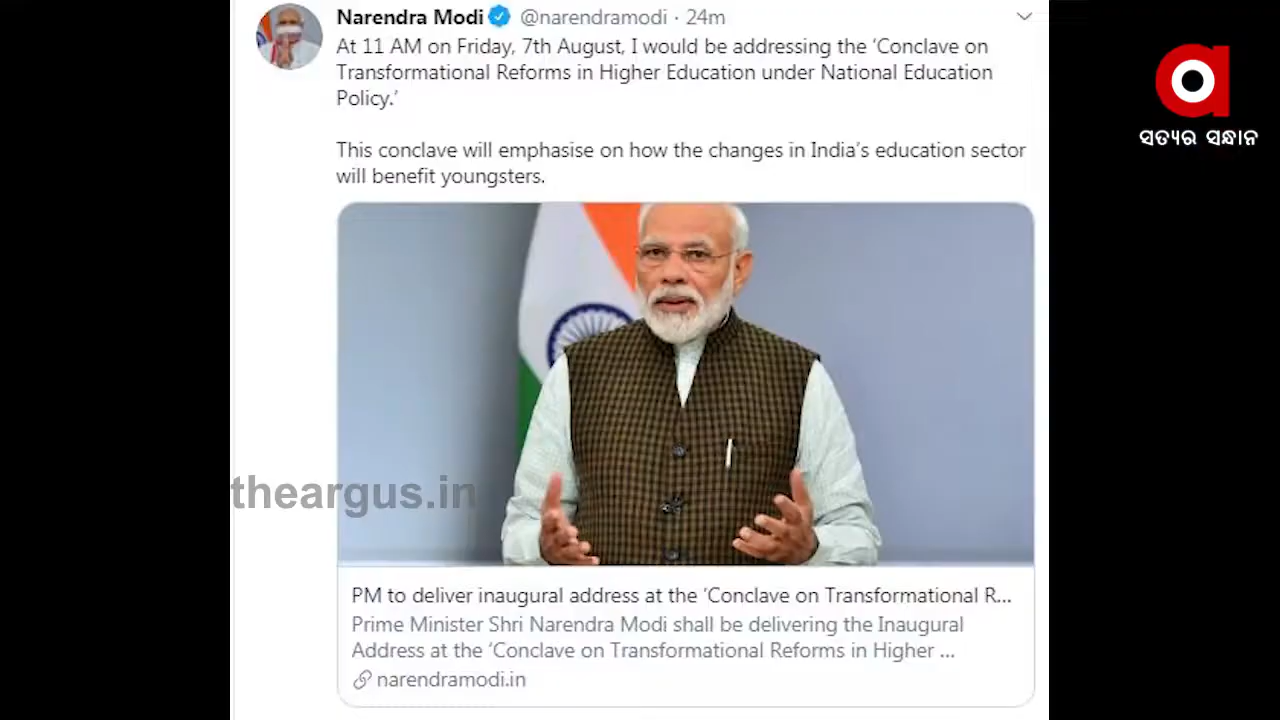 Narendra Modi @narendramodi · 24m
At 11 AM on Friday, 7th August, I would be addressing the ‘Conclave on
Transformational Reforms in Higher Education under National Education
Policy.’
This conclave will emphasise on how the changes in India’s education sector
will benefit youngsters.
theargus.in
PM to deliver inaugural address at the ‘Conclave on Transformational R...
Prime Minister Shri Narendra Modi shall be delivering the Inaugural
Address at the ‘Conclave on Transformational Reforms in Higher ...
narendramodi.in
a
ସତ୍ୟର ସନ୍ଧାନ